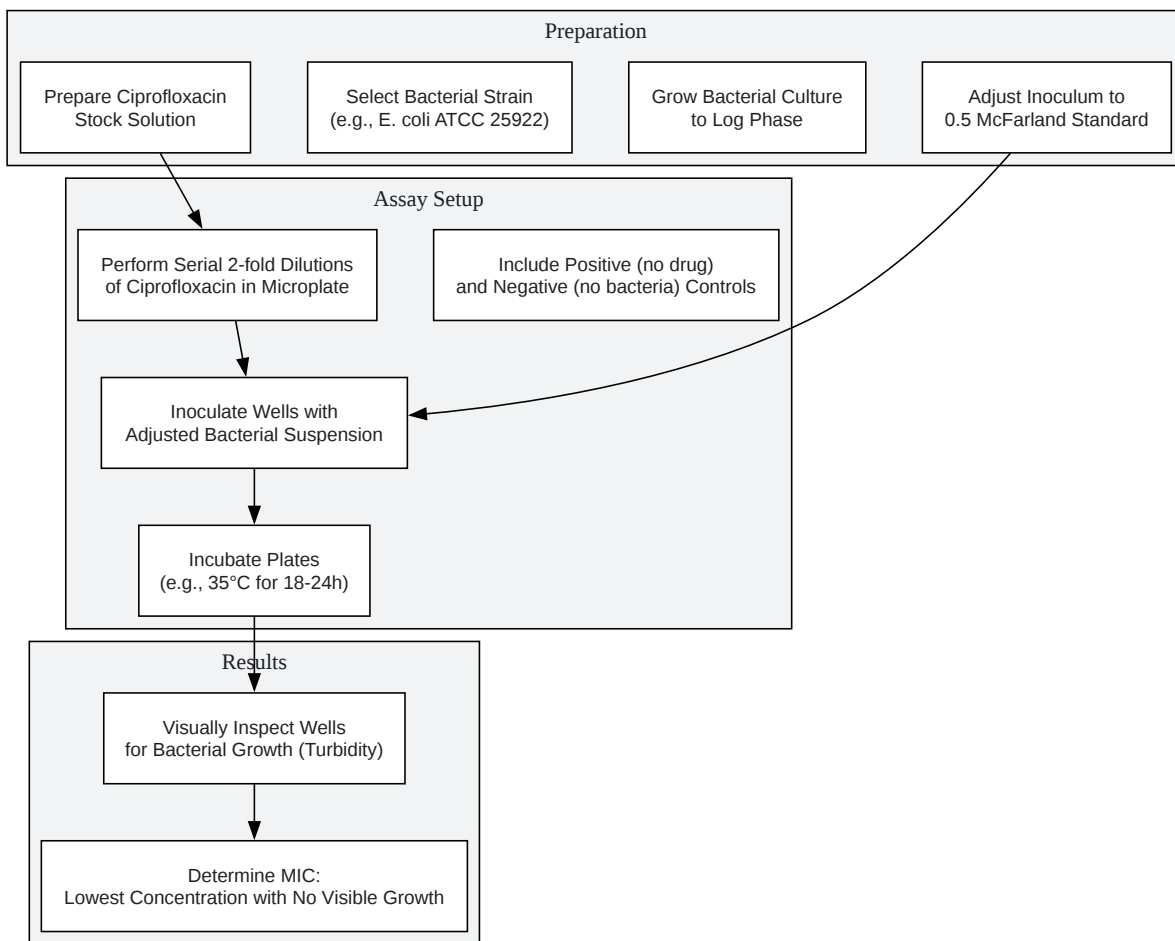 Preparation
Prepare Ciprofloxacin
Stock Solution
Select Bacterial Strain
(e.g., E. coli ATCC 25922)
Grow Bacterial Culture
to Log Phase
Adjust Inoculum to
0.5 McFarland Standard
Assay Setup
Perform Serial 2-fold Dilutions
of Ciprofloxacin in Microplate
Include Positive (no drug)
and Negative (no bacteria) Controls
Inoculate Wells with
Adjusted Bacterial Suspension
Incubate Plates
(e.g., 35°C for 18-24h)
Results
Visually Inspect Wells
for Bacterial Growth (Turbidity)
Determine MIC:
Lowest Concentration with No Visible Growth